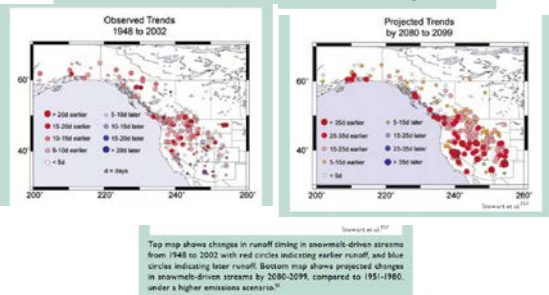 Observed Trends
1948 to 2002
60°
40°
> 20d earlier
15-20d earlier
10-15d earlier
5-10d earlier
< 5d
5-10d later
10-15d later
15-20d later
> 20d later
d = days
200°
220°
240°
260°
Projected Trends
by 2080 to 2099
60°
40°
> 35d earlier
25-35d earlier
15-25d earlier
5-15d earlier
< 5d
5-15d later
15-25d later
25-35d later
> 35d later
200°
220°
240°
260°
Stewart et al.
Stewart et al.
Top map shows changes in runoff timing in snowmelt-driven streams
from 1948 to 2002 with red circles indicating earlier runoff, and blue
circles indicating later runoff. Bottom map shows projected changes
in snowmelt-driven streams by 2080-2099, compared to 1951-1980,
under a higher emissions scenario.